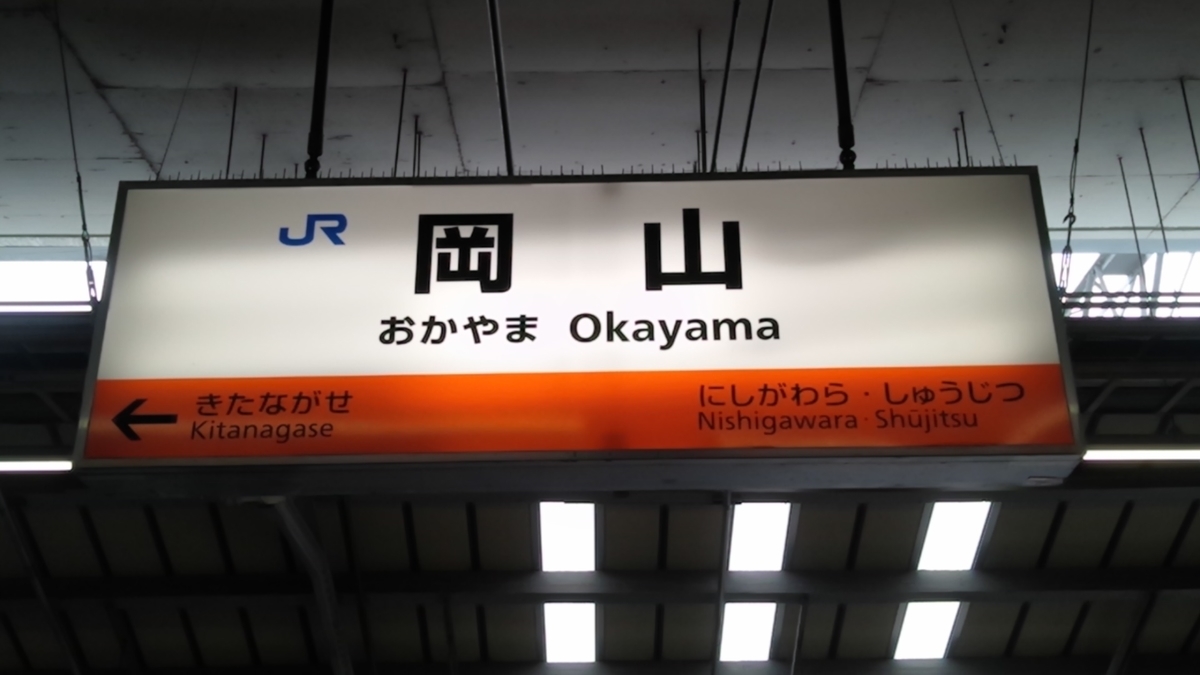 JR 岡山
おかやま Okayama
← きたながせ にしがわら・しゅうじつ
Kitanagase Nishigawara·Shūjitsu